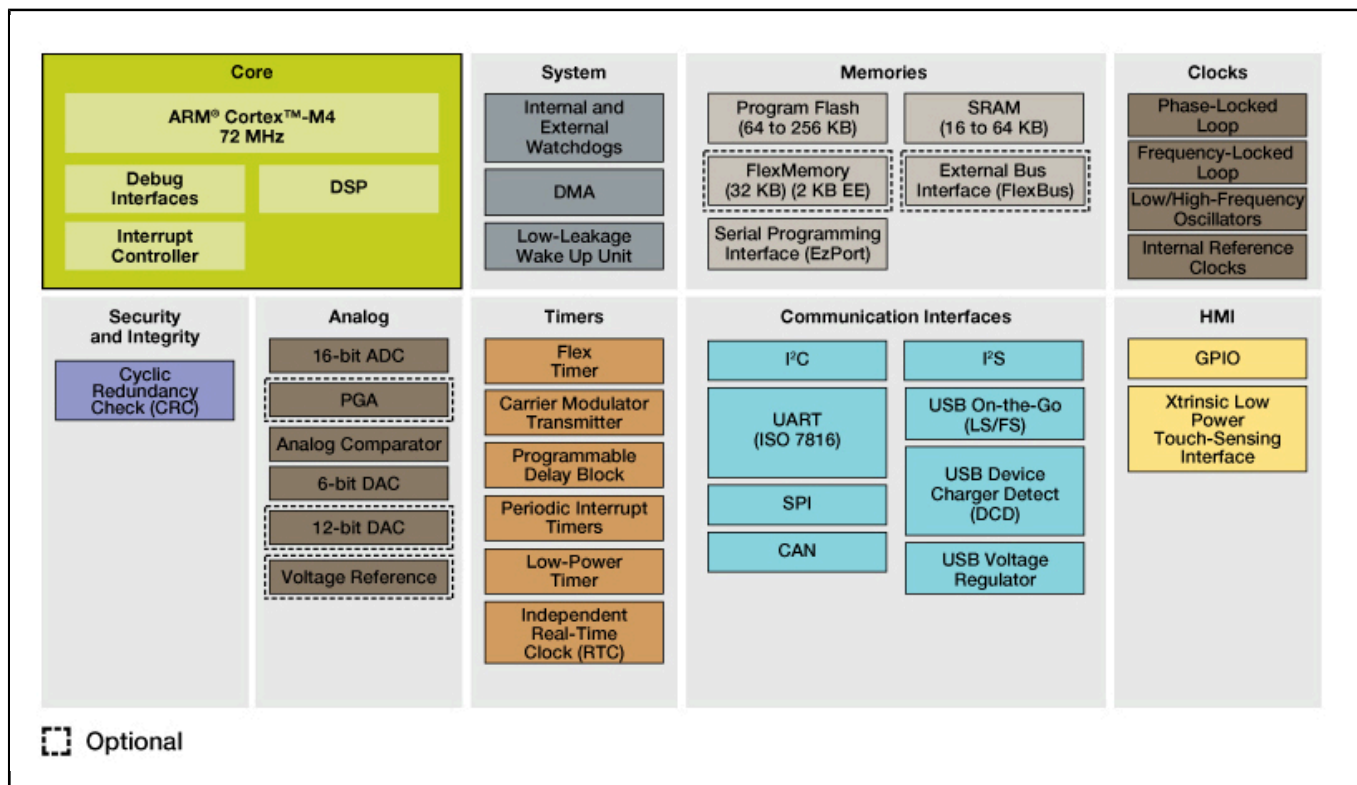 Core
ARM® Cortex™-M4
72 MHz
Debug
Interfaces
DSP
Interrupt
Controller
System
Internal and
External
Watchdogs
DMA
Low-Leakage
Wake Up Unit
Memories
Program Flash
(64 to 256 KB)
SRAM
(16 to 64 KB)
FlexMemory
(32 KB) (2 KB EE)
External Bus
Interface (FlexBus)
Serial Programming
Interface (EzPort)
Clocks
Phase-Locked
Loop
Frequency-Locked
Loop
Low/High-Frequency
Oscillators
Internal Reference
Clocks
Security
and Integrity
Cyclic
Redundancy
Check (CRC)
Analog
16-bit ADC
PGA
Analog Comparator
6-bit DAC
12-bit DAC
Voltage Reference
Timers
Flex
Timer
Carrier Modulator
Transmitter
Programmable
Delay Block
Periodic Interrupt
Timers
Low-Power
Timer
Independent
Real-Time
Clock (RTC)
Communication Interfaces
I²C
I²S
UART
(ISO 7816)
USB On-the-Go
(LS/FS)
SPI
USB Device
Charger Detect
(DCD)
CAN
USB Voltage
Regulator
HMI
GPIO
Xtrinsic Low
Power
Touch-Sensing
Interface
Optional